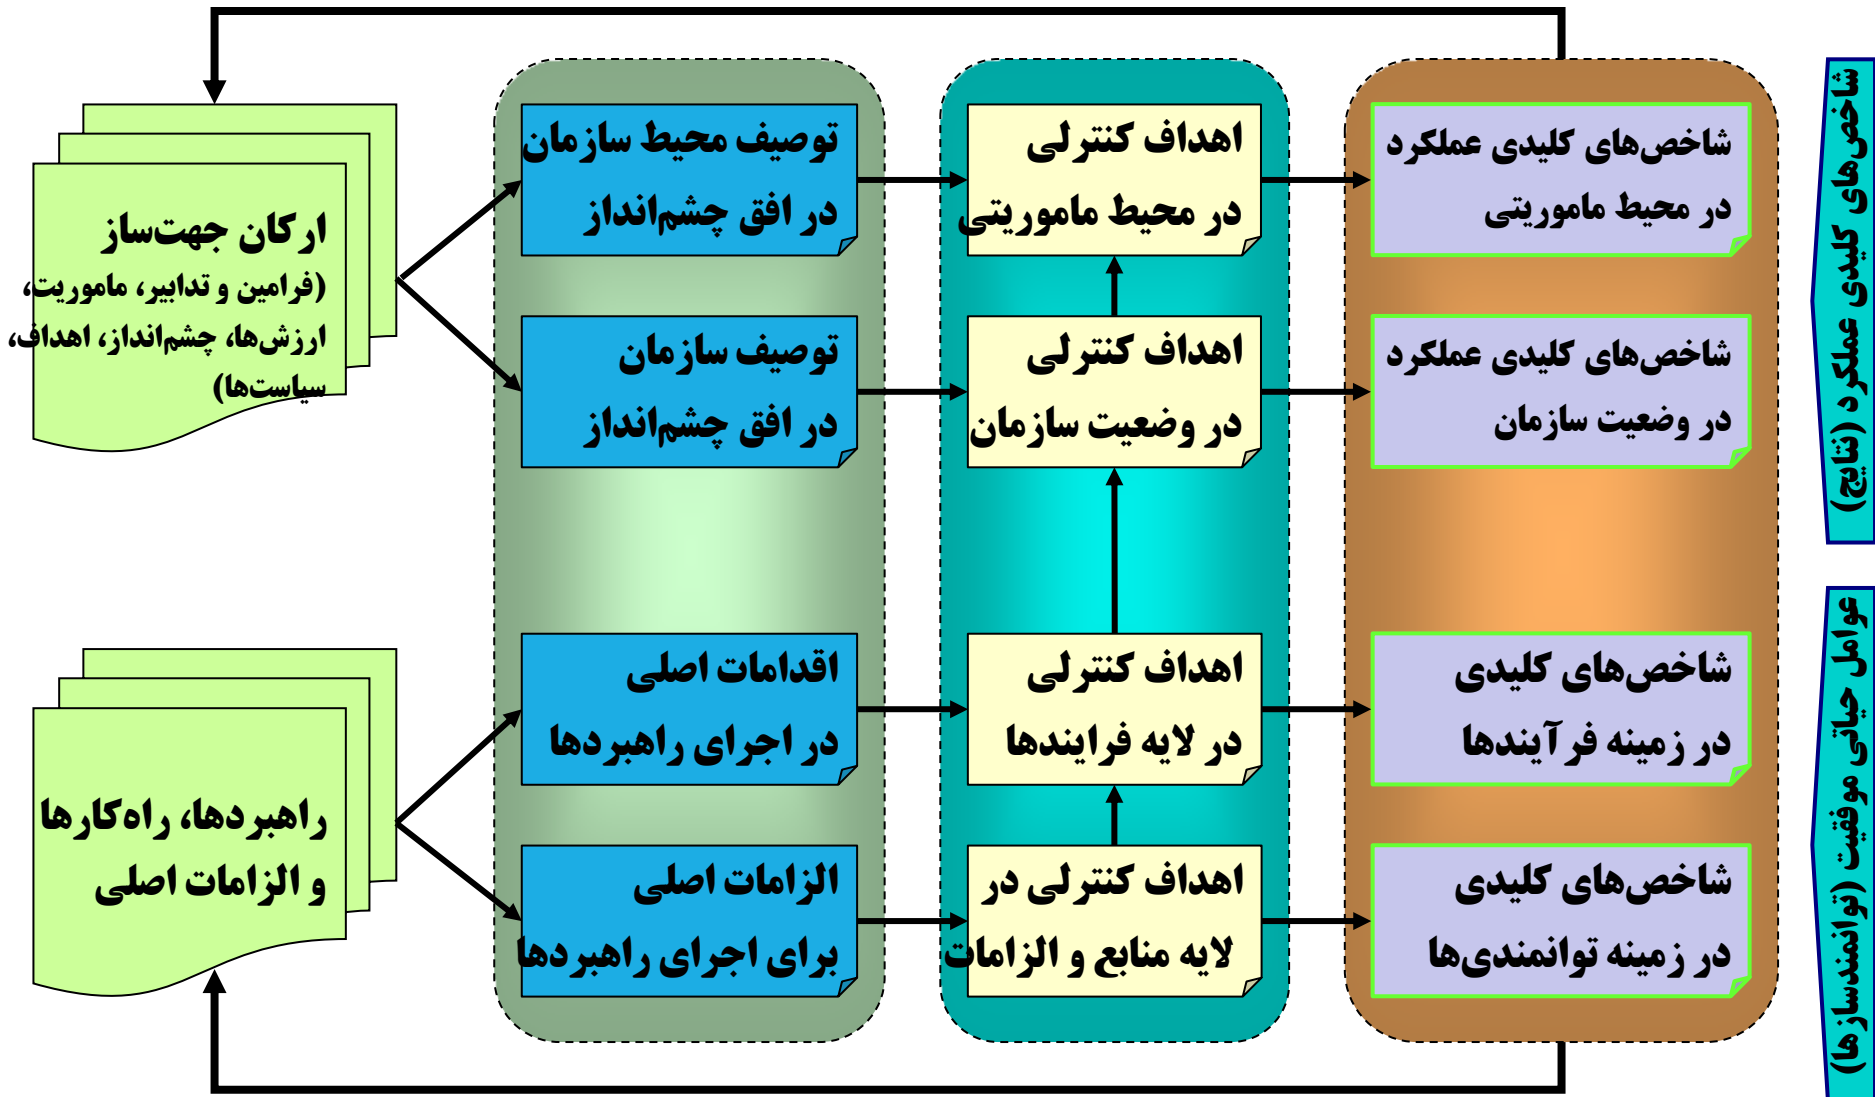 ارکان جهت‌ساز
(فرامین و تدابیر، ماموریت،
ارزش‌ها، چشم‌انداز، اهداف،
سیاست‌ها)
توصیف محیط سازمان
در افق چشم‌انداز
اهداف کنترلی
در محیط ماموریتی
شاخص‌های کلیدی عملکرد
در محیط ماموریتی
توصیف سازمان
در افق چشم‌انداز
اهداف کنترلی
در وضعیت سازمان
شاخص‌های کلیدی عملکرد
در وضعیت سازمان
شاخص‌های کلیدی عملکرد (نتایج)
راهبردها، راه‌کارها
و الزامات اصلی
اقدامات اصلی
در اجرای راهبردها
اهداف کنترلی
در لایه فرایندها
شاخص‌های کلیدی
در زمینه فرآیندها
الزامات اصلی
برای اجرای راهبردها
اهداف کنترلی در
لایه منابع و الزامات
شاخص‌های کلیدی
در زمینه توانمندی‌ها
عوامل حیاتی موفقیت (توانمندسازها)